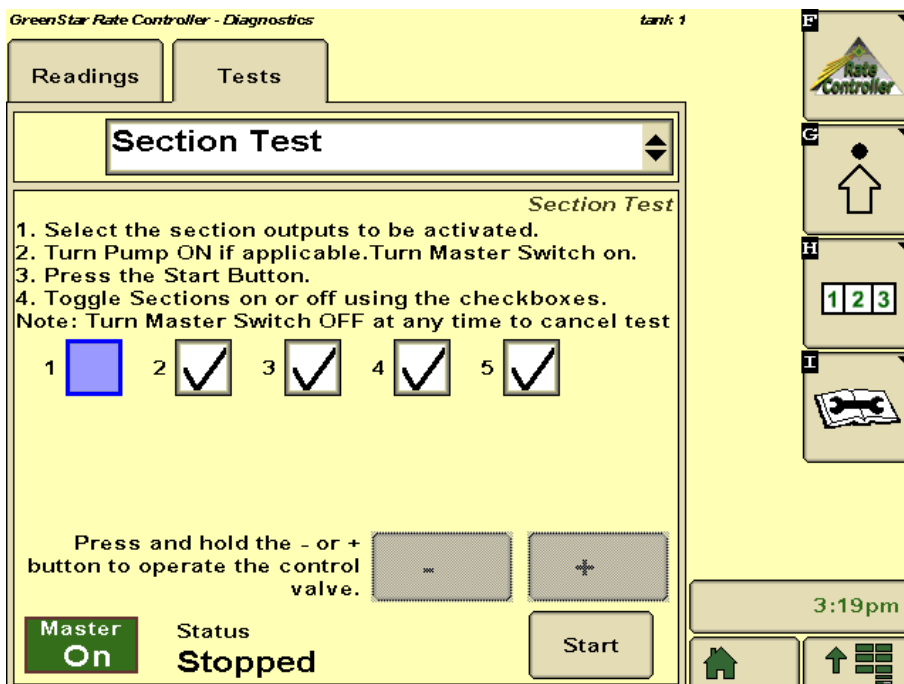 GreenStar Rate Controller - Diagnostics
tank 1
Readings
Tests
Section Test
Section Test
1. Select the section outputs to be activated.
2. Turn Pump ON if applicable.Turn Master Switch on.
3. Press the Start Button.
4. Toggle Sections on or off using the checkboxes.
Note: Turn Master Switch OFF at any time to cancel test
1 2 3 4 5
Press and hold the - or +
button to operate the control
valve.
- +
Master
On
Status
Stopped
Start
F
Rate
Controller
G
H
1 2 3
I
3:19pm